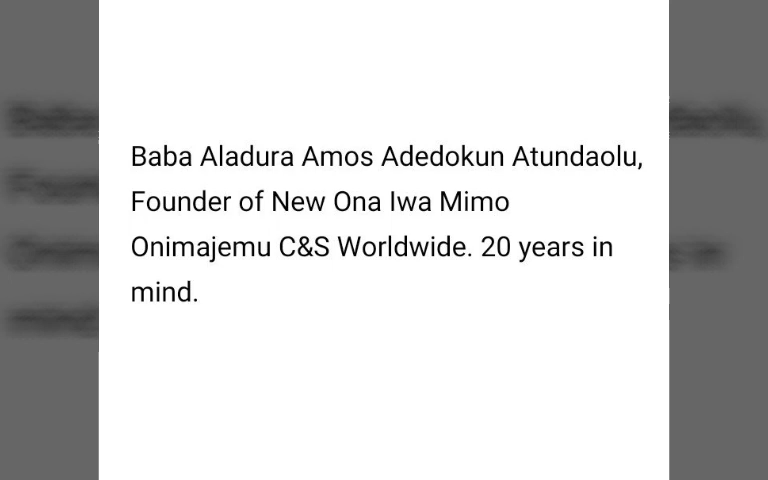 Baba Aladura Amos Adedokun Atundaolu,
Founder of New Ona Iwa Mimo
Onimajemu C&S Worldwide. 20 years in
mind.